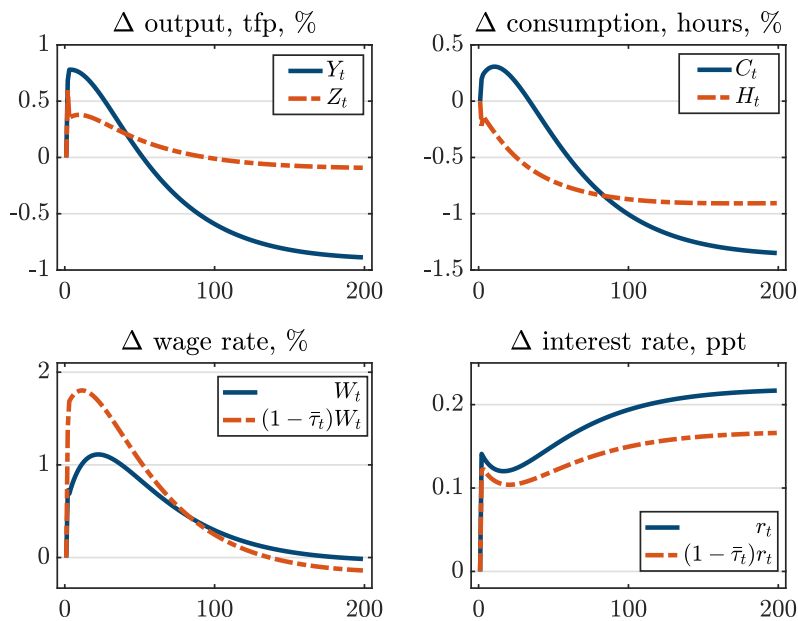 Δ output, tfp, %
1
0.5
0
-0.5
-1
0
100
200
Y_t
Z_t
Δ consumption, hours, %
0.5
0
-0.5
-1
-1.5
0
100
200
C_t
H_t
Δ wage rate, %
2
1
0
0
100
200
W_t
(1 − τ̄_t)W_t
Δ interest rate, ppt
0.2
0.1
0
0
100
200
r_t
(1 − τ̄_t)r_t